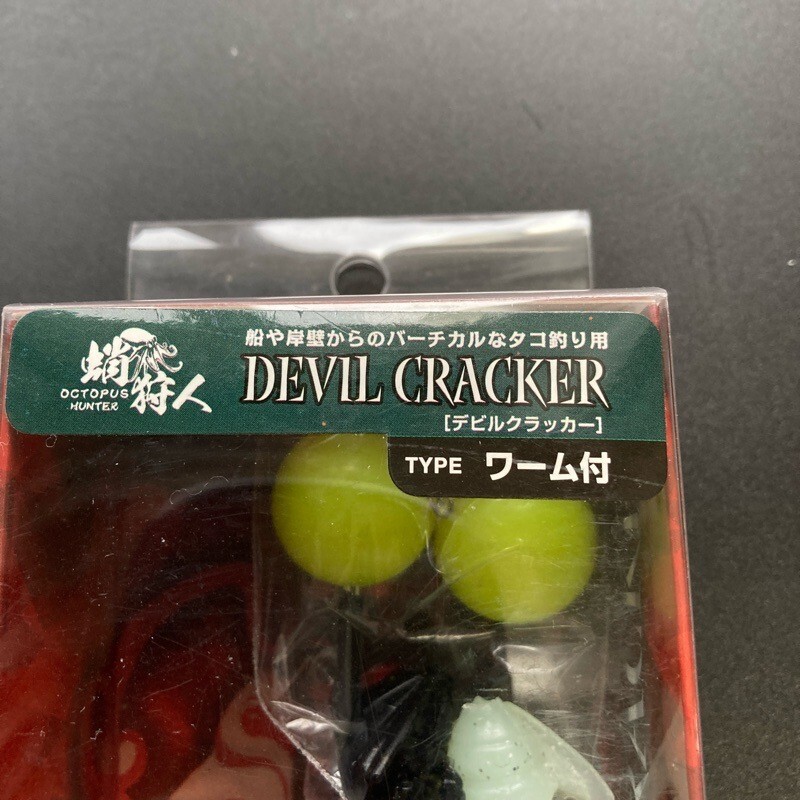 蛸狩人
OCTOPUS
HUNTER
船や岸壁からのバーチカルなタコ釣り用
DEVIL CRACKER
[デビルクラッカー]
TYPE ワーム付